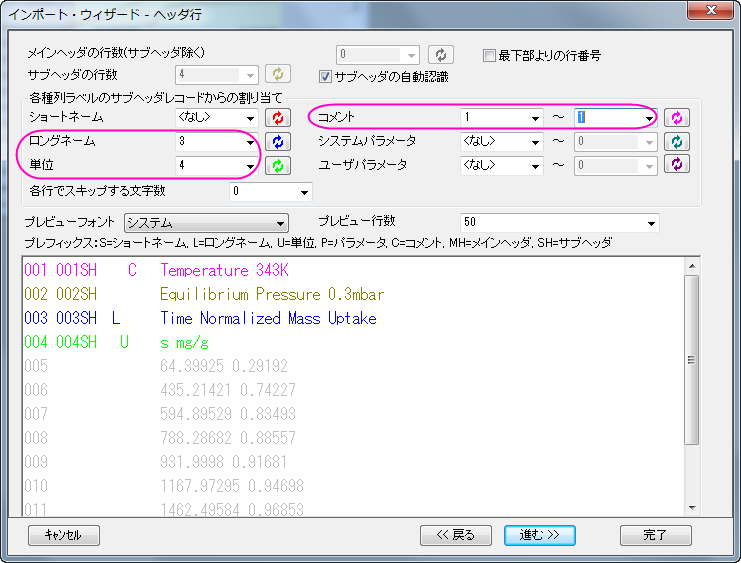 インポート・ウィザード - ヘッダ行
メインヘッダの行数(サブヘッダ除く) 0 最下部よりの行番号
サブヘッダの行数 4 サブヘッダの自動認識
各種列ラベルのサブヘッダレコードからの割り当て
ショートネーム <なし> コメント 1 ～ 1
ロングネーム 3 システムパラメータ <なし> ～ 0
単位 4 ユーザパラメータ <なし> ～ 0
各行でスキップする文字数 0
プレビューフォント システム プレビュー行数 50
プレフィックス：S=ショートネーム, L=ロングネーム, U=単位, P=パラメータ, C=コメント, MH=メインヘッダ, SH=サブヘッダ
001 001SH C Temperature 343K
002 002SH Equilibrium Pressure 0.3mbar
003 003SH L Time Normalized Mass Uptake
004 004SH U s mg/g
005 64.39925 0.29192
006 435.21421 0.74227
007 594.89529 0.83493
008 788.28682 0.88557
009 931.9998 0.91681
010 1167.97295 0.94698
011 1462.49584 0.96853
キャンセル << 戻る 進む >> 完了